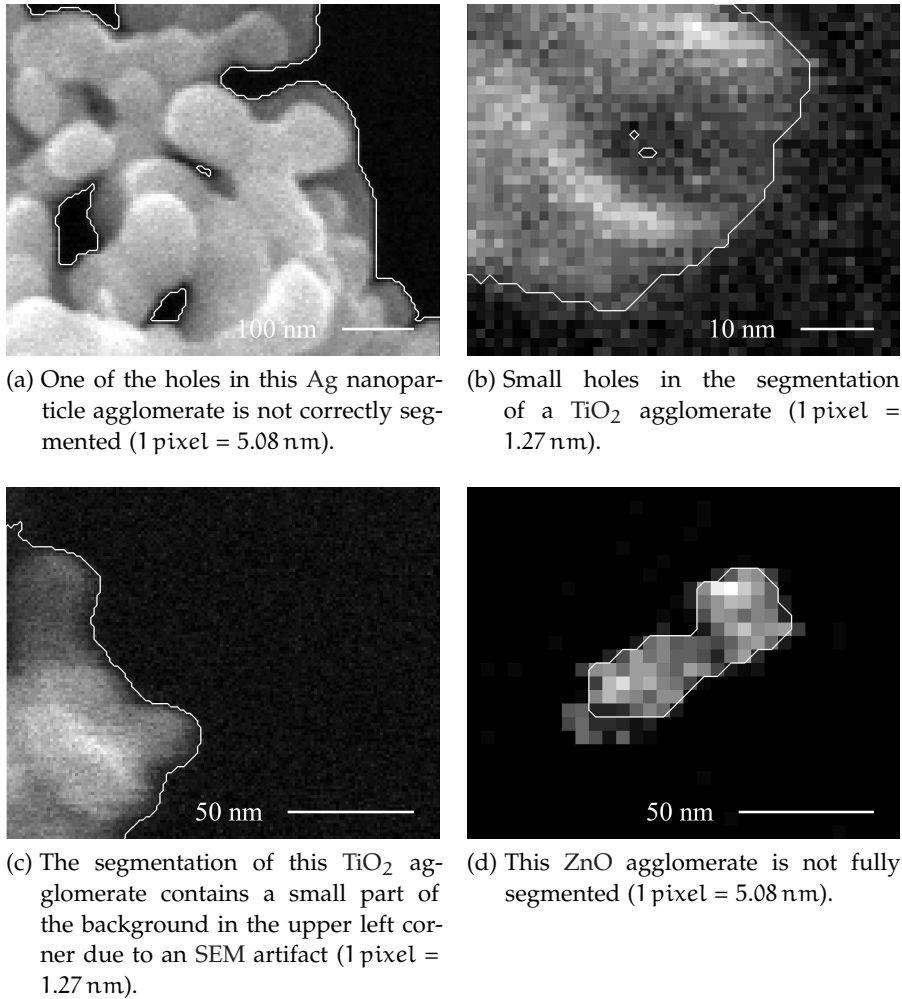 100 nm
10 nm
(a) One of the holes in this Ag nanopar-
ticle agglomerate is not correctly seg-
mented (1 pixel = 5.08 nm).
(b) Small holes in the segmentation
of a TiO₂ agglomerate (1 pixel =
1.27 nm).
50 nm
50 nm
(c) The segmentation of this TiO₂ ag-
glomerate contains a small part of
the background in the upper left cor-
ner due to an SEM artifact (1 pixel =
1.27 nm).
(d) This ZnO agglomerate is not fully
segmented (1 pixel = 5.08 nm).